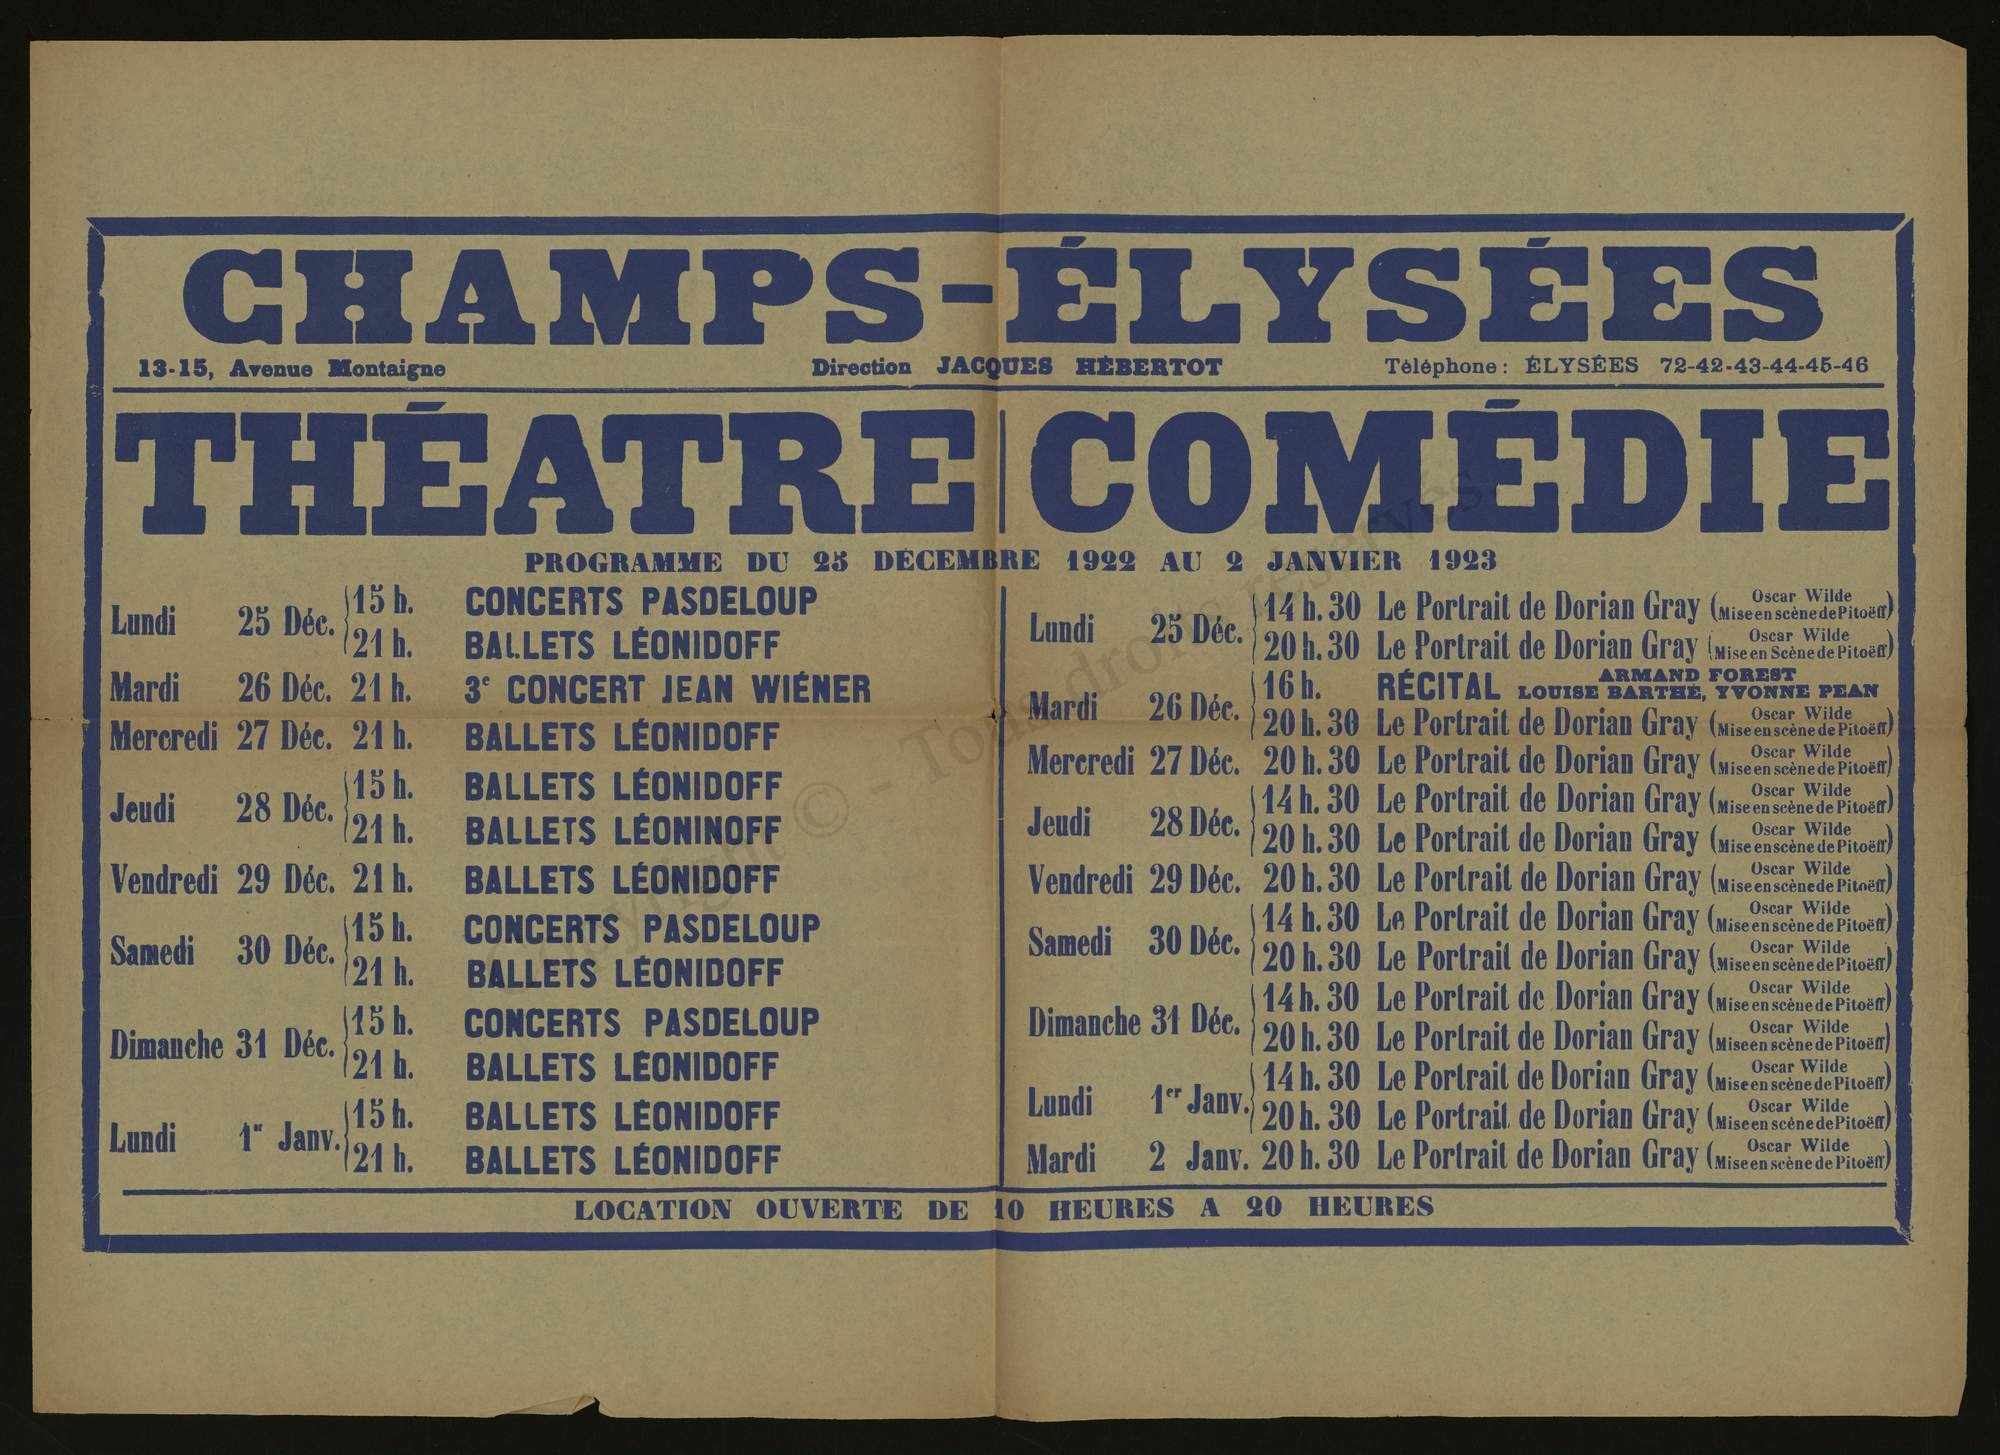 CHAMPS-ÉLYSÉES
13-15, Avenue Montaigne Direction JACQUES HÉBERTOT Téléphone : ÉLYSÉES 72-42-43-44-45-46
THÉATRE COMÉDIE
PROGRAMME DU 25 DÉCEMBRE 1922 AU 2 JANVIER 1923
Lundi 25 Déc. 15 h. CONCERTS PASDELOUP
21 h. BALLETS LÉONIDOFF
Mardi 26 Déc. 21 h. 3e CONCERT JEAN WIÉNER
Mercredi 27 Déc. 21 h. BALLETS LÉONIDOFF
Jeudi 28 Déc. 15 h. BALLETS LÉONIDOFF
21 h. BALLETS LÉONINOFF
Vendredi 29 Déc. 21 h. BALLETS LÉONIDOFF
Samedi 30 Déc. 15 h. CONCERTS PASDELOUP
21 h. BALLETS LÉONIDOFF
Dimanche 31 Déc. 15 h. CONCERTS PASDELOUP
21 h. BALLETS LÉONIDOFF
Lundi 1er Janv. 15 h. BALLETS LÉONIDOFF
21 h. BALLETS LÉONIDOFF
Lundi 25 Déc. 14 h. 30 Le Portrait de Dorian Gray (Oscar Wilde Mise en scène de Pitoëff)
20 h. 30 Le Portrait de Dorian Gray (Oscar Wilde Mise en Scène de Pitoëff)
Mardi 26 Déc. 16 h. RÉCITAL ARMAND FOREST LOUISE BARTHE, YVONNE PEAN
20 h. 30 Le Portrait de Dorian Gray (Oscar Wilde Mise en scène de Pitoëff)
Mercredi 27 Déc. 20 h. 30 Le Portrait de Dorian Gray (Oscar Wilde Mise en scène de Pitoëff)
Jeudi 28 Déc. 14 h. 30 Le Portrait de Dorian Gray (Oscar Wilde Mise en scène de Pitoëff)
20 h. 30 Le Portrait de Dorian Gray (Oscar Wilde Mise en scène de Pitoëff)
Vendredi 29 Déc. 20 h. 30 Le Portrait de Dorian Gray (Oscar Wilde Mise en scène de Pitoëff)
Samedi 30 Déc. 14 h. 30 Le Portrait de Dorian Gray (Oscar Wilde Mise en scène de Pitoëff)
20 h. 30 Le Portrait de Dorian Gray (Oscar Wilde Mise en scène de Pitoëff)
Dimanche 31 Déc. 14 h. 30 Le Portrait de Dorian Gray (Oscar Wilde Mise en scène de Pitoëff)
20 h. 30 Le Portrait de Dorian Gray (Oscar Wilde Mise en scène de Pitoëff)
Lundi 1er Janv. 14 h. 30 Le Portrait de Dorian Gray (Oscar Wilde Mise en scène de Pitoëff)
20 h. 30 Le Portrait de Dorian Gray (Oscar Wilde Mise en scène de Pitoëff)
Mardi 2 Janv. 20 h. 30 Le Portrait de Dorian Gray (Oscar Wilde Mise en scène de Pitoëff)
LOCATION OUVERTE DE 10 HEURES A 20 HEURES
Copyright © - Tous droits réservés.